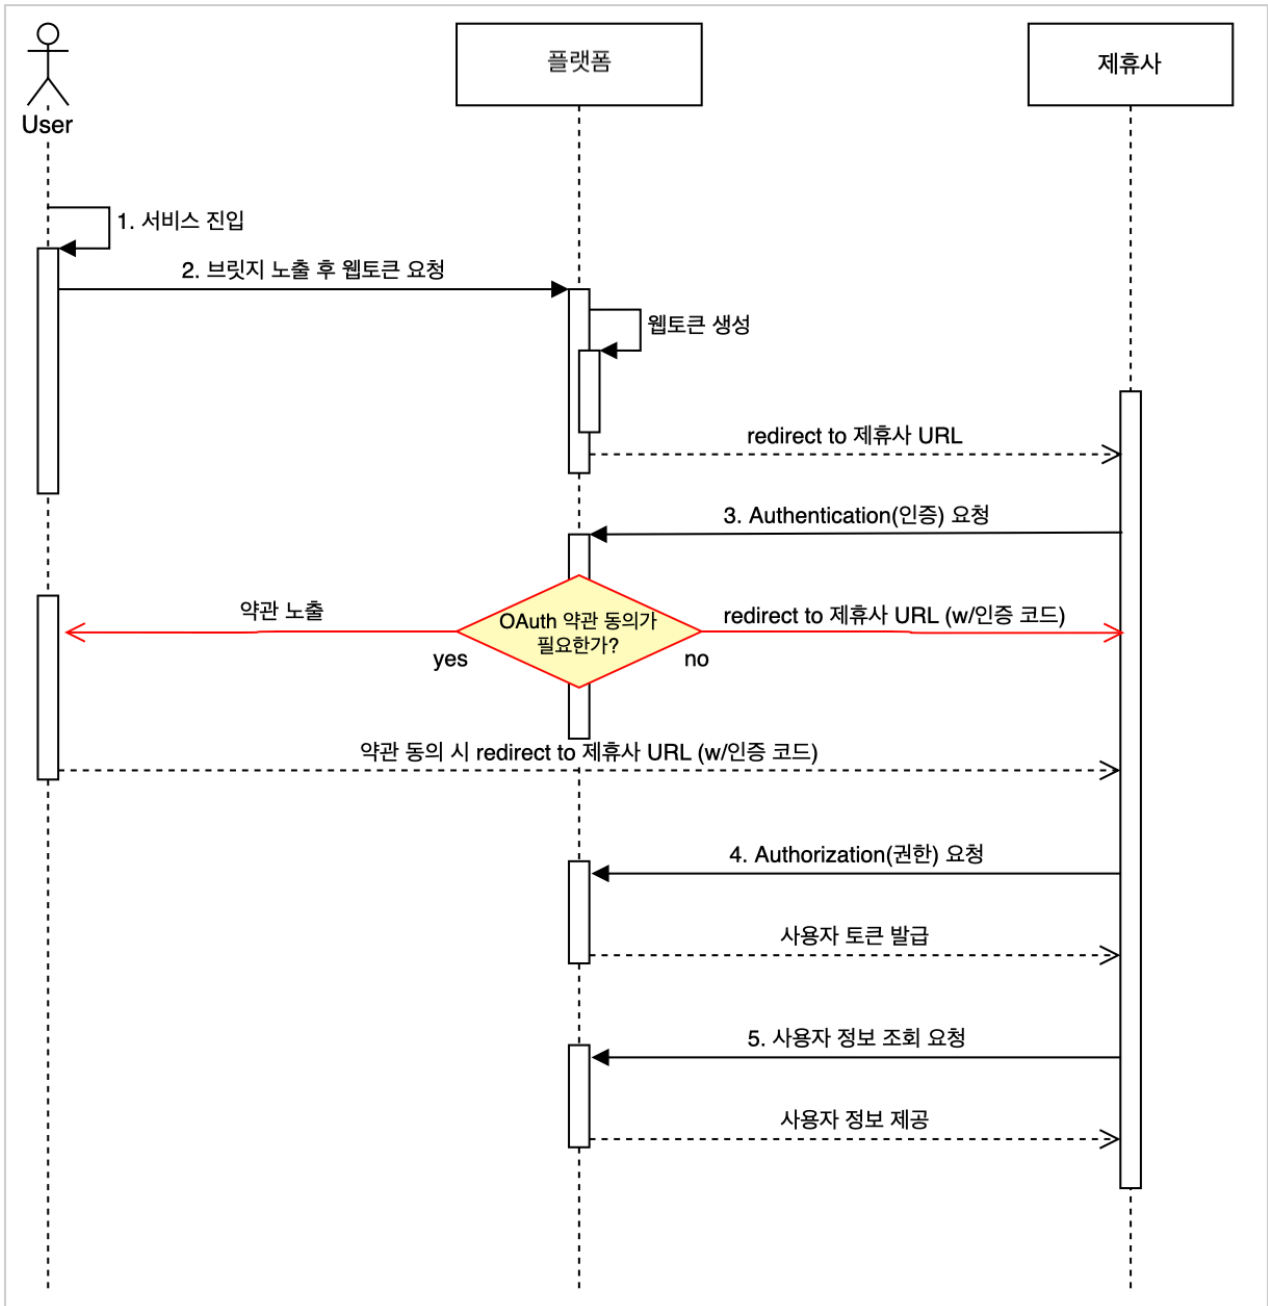 User
플랫폼
제휴사
1. 서비스 진입
2. 브릿지 노출 후 웹토큰 요청
웹토큰 생성
redirect to 제휴사 URL
3. Authentication(인증) 요청
약관 노출
OAuth 약관 동의가
필요한가?
redirect to 제휴사 URL (w/인증 코드)
yes
no
약관 동의 시 redirect to 제휴사 URL (w/인증 코드)
4. Authorization(권한) 요청
사용자 토큰 발급
5. 사용자 정보 조회 요청
사용자 정보 제공